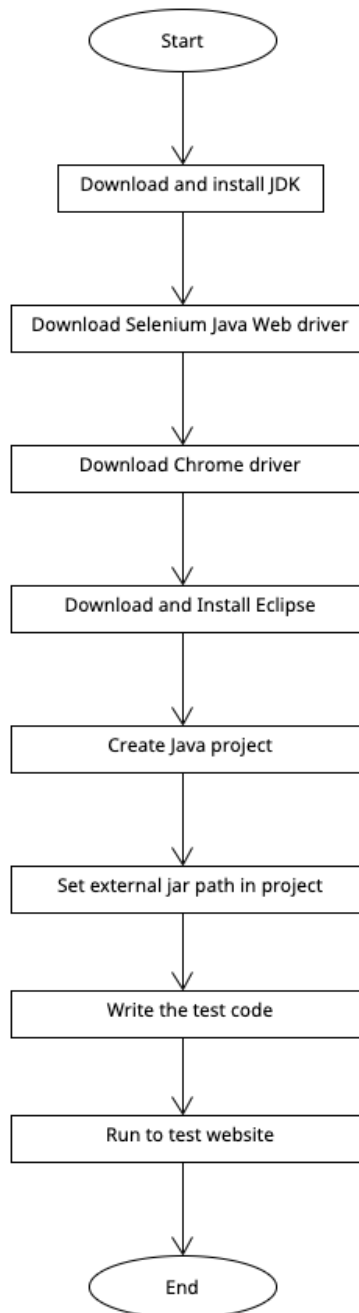 Start
Download and install JDK
Download Selenium Java Web driver
Download Chrome driver
Download and Install Eclipse
Create Java project
Set external jar path in project
Write the test code
Run to test website
End